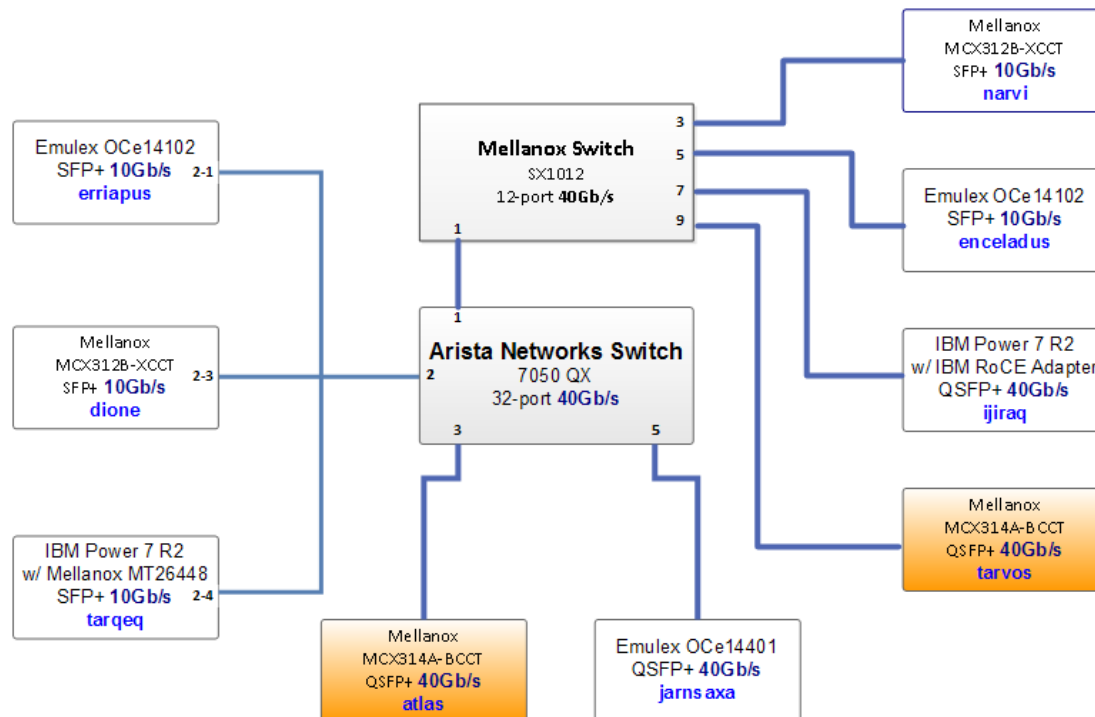 Mellanox
MCX312B-XCCT
SFP+ 10Gb/s
narvi
Mellanox Switch
SX1012
12-port 40Gb/s
3
5
7
9
1
Emulex OCe14102
SFP+ 10Gb/s
2-1
erriapus
Emulex OCe14102
SFP+ 10Gb/s
enceladus
1
Arista Networks Switch
7050 QX
32-port 40Gb/s
2
3
5
Mellanox
MCX312B-XCCT
SFP+ 10Gb/s
2-3
dione
IBM Power 7 R2
w/ IBM RoCE Adapter
QSFP+ 40Gb/s
ijiraq
Mellanox
MCX314A-BCCT
QSFP+ 40Gb/s
tarvos
IBM Power 7 R2
w/ Mellanox MT26448
SFP+ 10Gb/s
2-4
tarqeq
Mellanox
MCX314A-BCCT
QSFP+ 40Gb/s
atlas
Emulex OCe14401
QSFP+ 40Gb/s
jarnsaxa